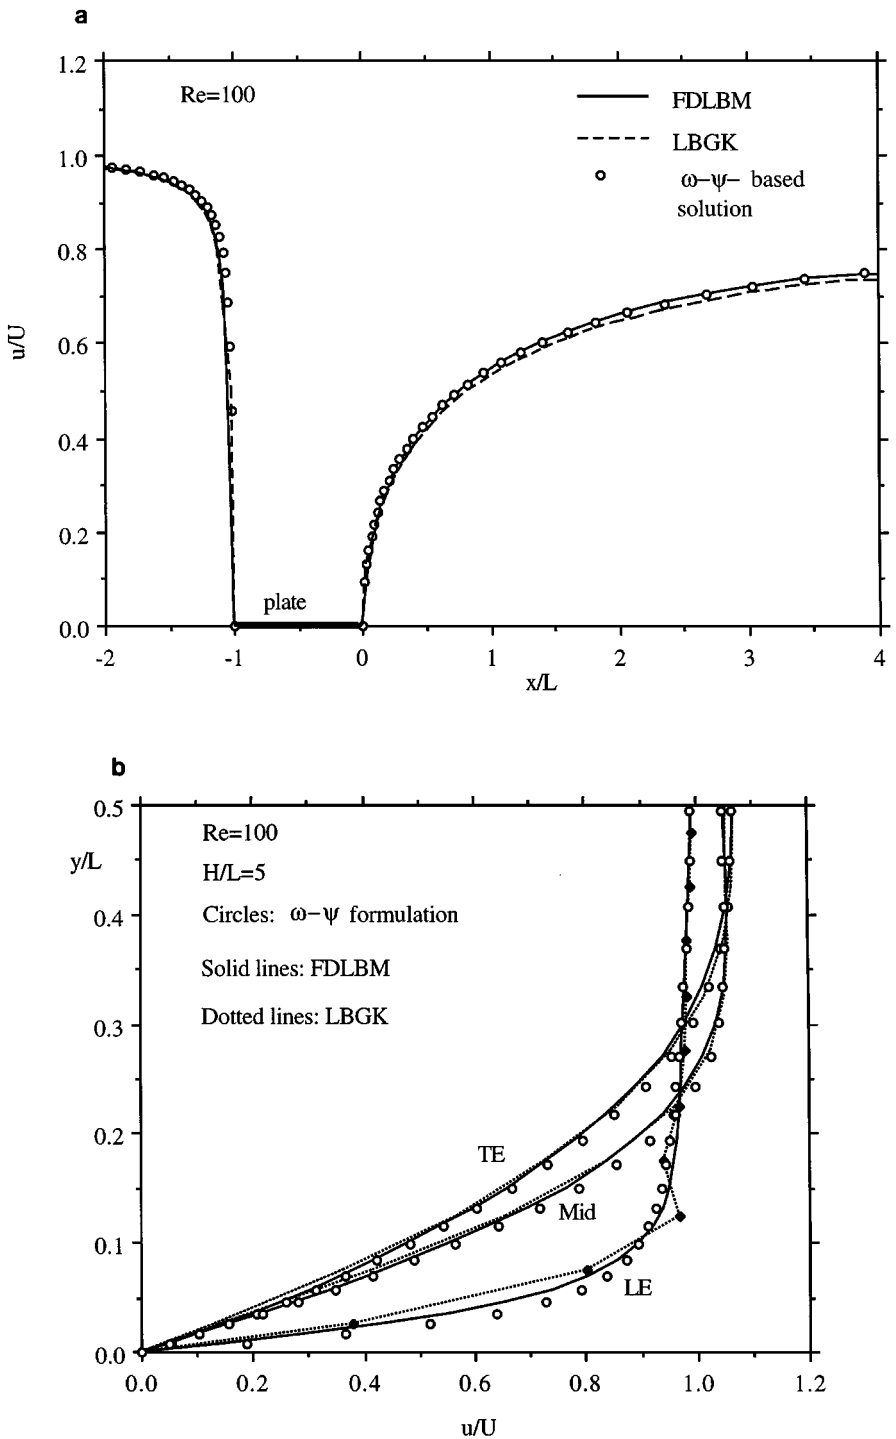 a
1.2
1.0
0.8
0.6
0.4
0.2
0.0
u/U
Re=100
FDLBM
LBGK
ω−ψ− based
solution
plate
-2 -1 0 1 2 3 4
x/L
b
0.5
0.4
0.3
0.2
0.1
0.0
y/L
Re=100
H/L=5
Circles: ω−ψ formulation
Solid lines: FDLBM
Dotted lines: LBGK
TE
Mid
LE
0.0 0.2 0.4 0.6 0.8 1.0 1.2
u/U